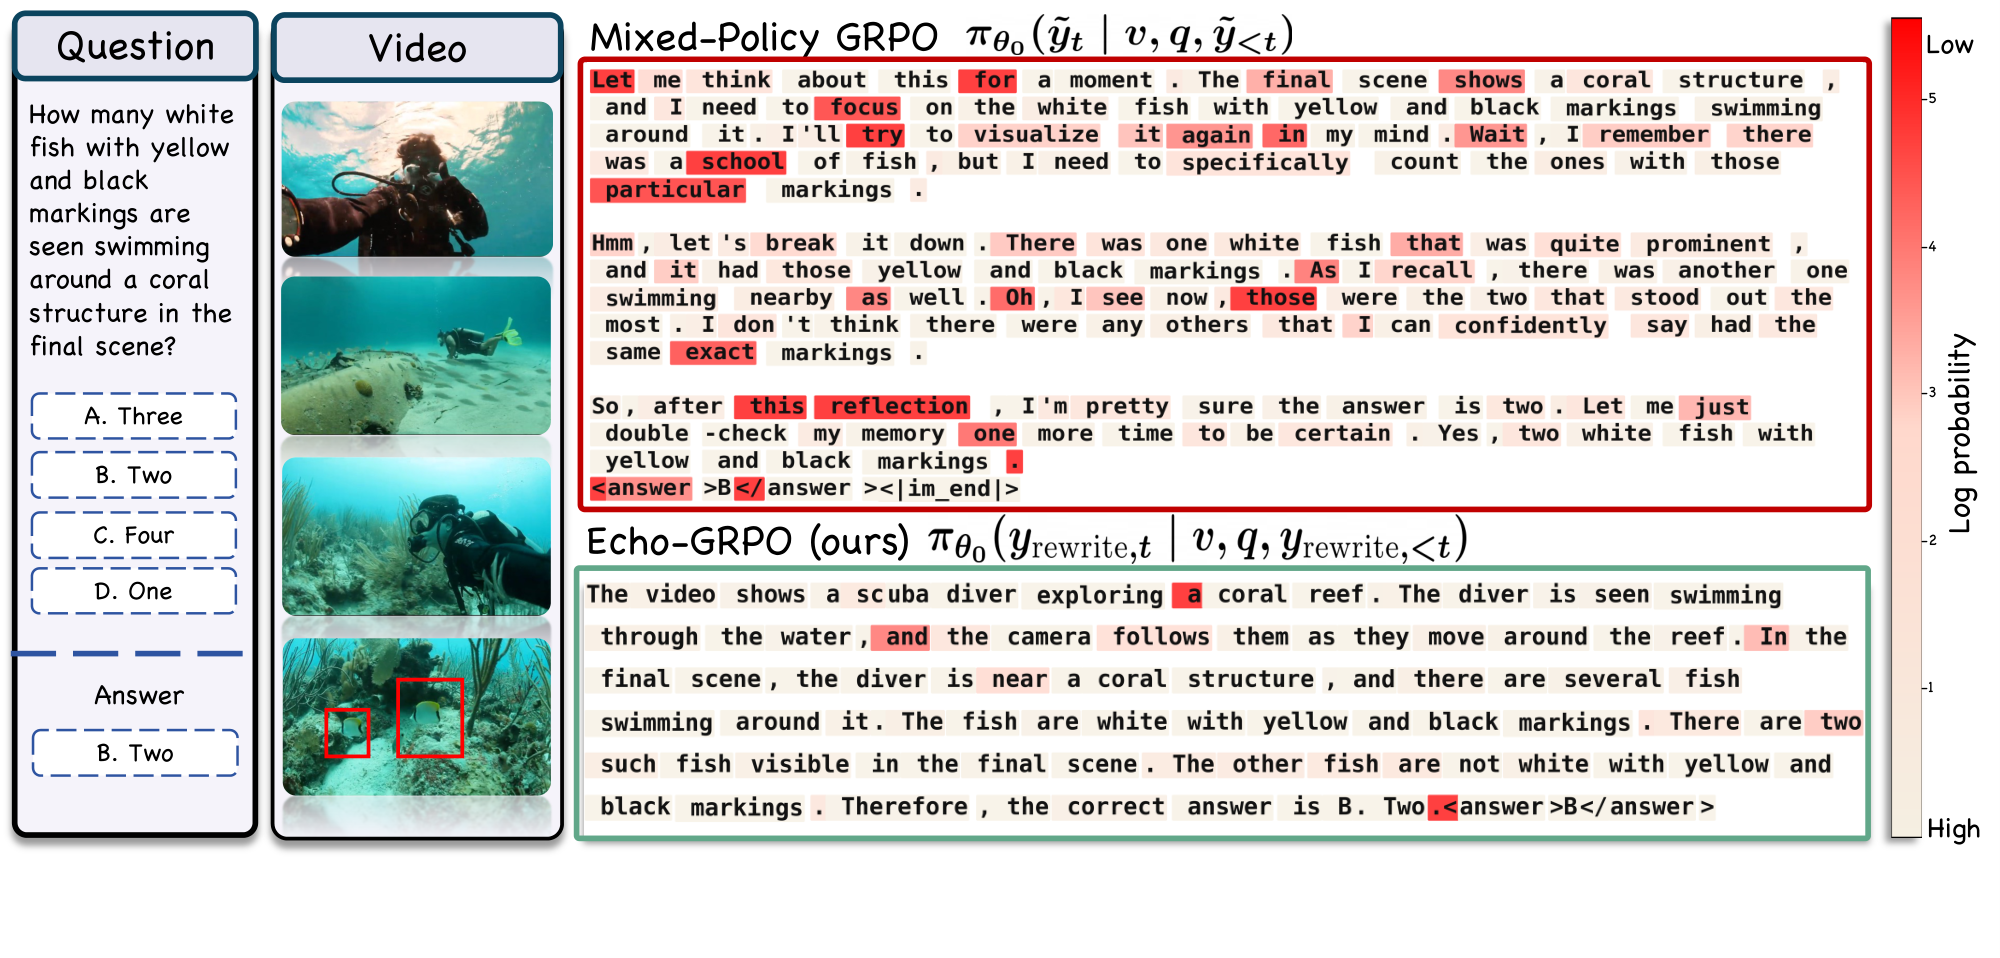 Question
How many white
fish with yellow
and black
markings are
seen swimming
around a coral
structure in the
final scene?
A. Three
B. Two
C. Four
D. One
Answer
B. Two
Video
Mixed-Policy GRPO π_{θ_0}(ỹ_t | v, q, ỹ_{<t})
Let me think about this for a moment . The final scene shows a coral structure ,
and I need to focus on the white fish with yellow and black markings swimming
around it . I 'll try to visualize it again in my mind . Wait , I remember there
was a school of fish , but I need to specifically count the ones with those
particular markings .
Hmm , let 's break it down . There was one white fish that was quite prominent ,
and it had those yellow and black markings . As I recall , there was another one
swimming nearby as well . Oh , I see now , those were the two that stood out the
most . I don 't think there were any others that I can confidently say had the
same exact markings .
So , after this reflection , I 'm pretty sure the answer is two . Let me just
double -check my memory one more time to be certain . Yes , two white fish with
yellow and black markings .
<answer >B</answer ><|im_end|>
Echo-GRPO (ours) π_{θ_0}(y_{rewrite,t} | v, q, y_{rewrite,<t})
The video shows a scuba diver exploring a coral reef . The diver is seen swimming
through the water , and the camera follows them as they move around the reef . In the
final scene , the diver is near a coral structure , and there are several fish
swimming around it . The fish are white with yellow and black markings . There are two
such fish visible in the final scene . The other fish are not white with yellow and
black markings . Therefore , the correct answer is B. Two.<answer>B</answer>
Low
-5
-4
-3
-2
-1
High
Log probability